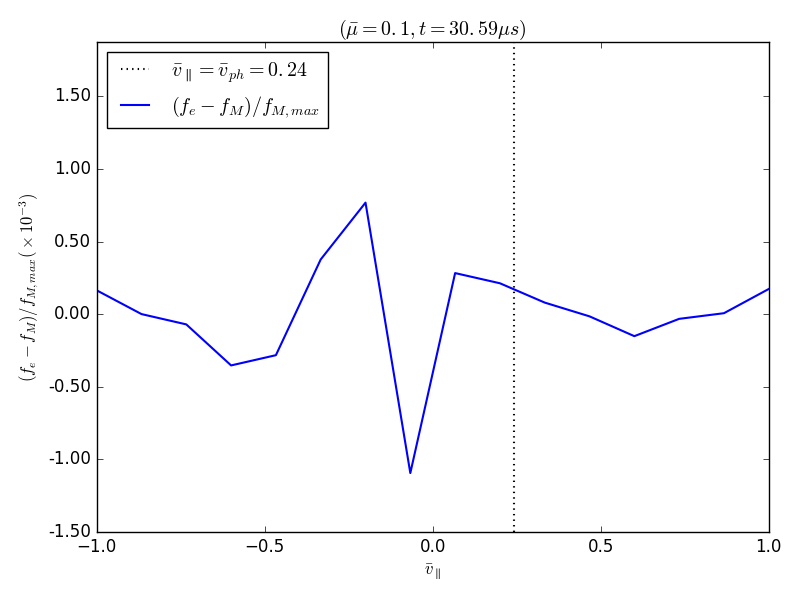 (μ̄ = 0.1, t = 30.59μs)
v̄∥ = v̄ph = 0.24
(fe − fM)/fM,max
(fe − fM)/fM,max(×10−3)
1.50
1.00
0.50
0.00
-0.50
-1.00
-1.50
−1.0 −0.5 0.0 0.5 1.0
v̄∥